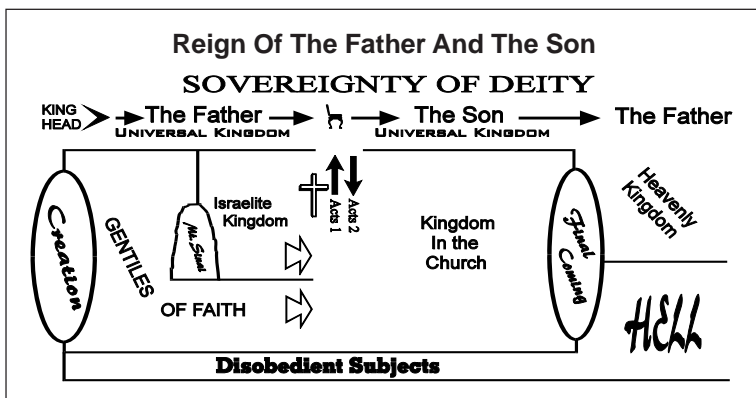 Reign Of The Father And The Son
SOVEREIGNTY OF DEITY
KING
HEAD
The Father
UNIVERSAL KINGDOM
The Son
UNIVERSAL KINGDOM
The Father
Creation
GENTILES
OF FAITH
Mt. Sinai
Israelite
Kingdom
Acts 1
Acts 2
Kingdom
In the
Church
Final
Coming
Heavenly
Kingdom
HELL
Disobedient Subjects